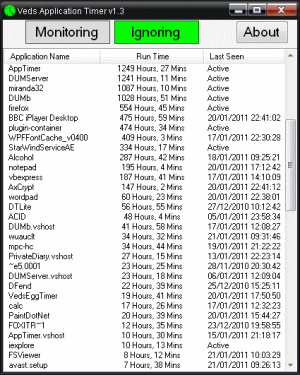 Veds Application Timer v1.3
Monitoring Ignoring About
Application Name Run Time Last Seen
AppTimer 1249 Hours, 27 Mins Active
DUMServer 1241 Hours, 11 Mins Active
miranda32 1087 Hours, 10 Mins Active
DUMb 1028 Hours, 51 Mins Active
firefox 554 Hours, 45 Mins Active
BBC iPlayer Desktop 475 Hours, 59 Mins 20/01/2011 22:41:02
plugin-container 474 Hours, 34 Mins Active
WPFFontCache_v0400 409 Hours, 3 Mins 17/01/2011 22:30:28
StarWindServiceAE 334 Hours, 17 Mins Active
Alcohol 287 Hours, 42 Mins 18/01/2011 09:25:21
notepad 195 Hours, 4 Mins 20/01/2011 17:12:42
vbexpress 187 Hours, 41 Mins 17/01/2011 14:10:09
AxCrypt 147 Hours, 2 Mins 20/01/2011 22:41:12
wordpad 60 Hours, 23 Mins 20/01/2011 22:38:01
DTLite 56 Hours, 55 Mins 27/12/2010 10:12:42
ACID 48 Hours, 4 Mins 05/01/2011 23:58:34
DUMb.vshost 41 Hours, 58 Mins 17/01/2011 12:08:27
wuauclt 34 Hours, 32 Mins 21/01/2011 09:31:46
mpc-hc 34 Hours, 44 Mins 19/01/2011 21:22:22
PrivateDiary.vshost 27 Hours, 15 Mins 13/01/2011 22:23:14
~e5.0001 23 Hours, 25 Mins 28/11/2010 20:30:42
DUMServer.vshost 23 Hours, 18 Mins 06/01/2011 12:09:04
DFend 22 Hours, 39 Mins 25/12/2010 15:25:11
VedsEggTimer 19 Hours, 41 Mins 20/01/2011 17:50:50
calc 17 Hours, 26 Mins 17/01/2011 12:32:23
PaintDotNet 20 Hours, 39 Mins 20/01/2011 15:44:27
FOXITR~1 12 Hours, 35 Mins 23/12/2010 19:58:55
AppTimer.vshost 10 Hours, 30 Mins 15/01/2011 21:18:17
iexplore 10 Hours, 13 Mins Active
FSViewer 8 Hours, 12 Mins 21/01/2011 10:03:29
avast.setup 7 Hours, 38 Mins 21/01/2011 09:26:13